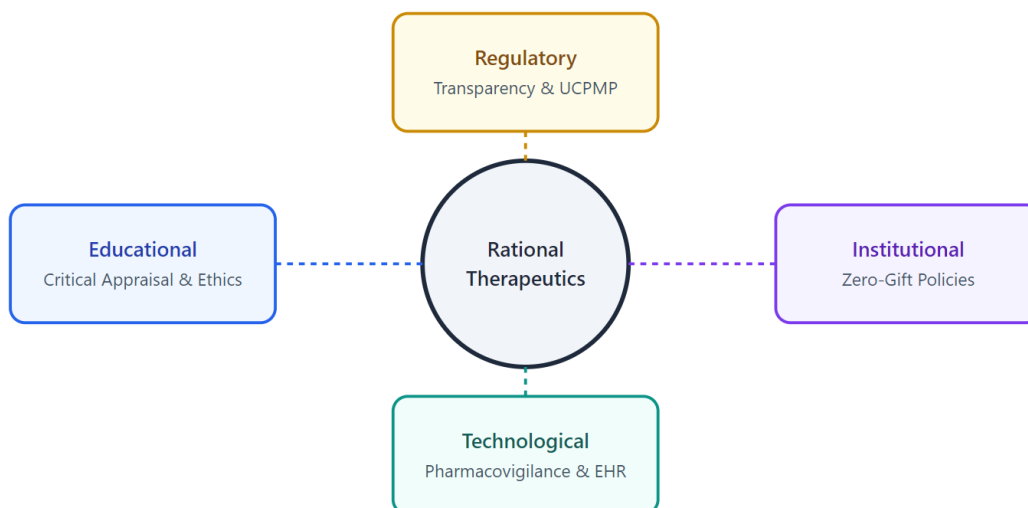 Regulatory
Transparency & UCPMP
Educational
Critical Appraisal & Ethics
Rational
Therapeutics
Institutional
Zero-Gift Policies
Technological
Pharmacovigilance & EHR